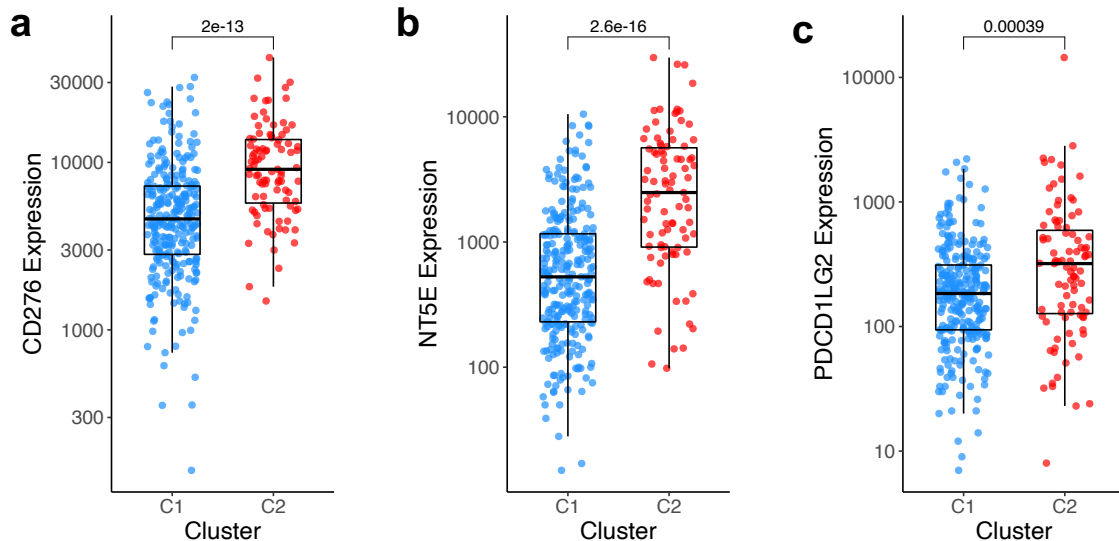 a
2e-13
CD276 Expression
30000
10000
3000
1000
300
C1
C2
Cluster
b
2.6e-16
NT5E Expression
10000
1000
100
C1
C2
Cluster
c
0.00039
PDCD1LG2 Expression
10000
1000
100
10
C1
C2
Cluster